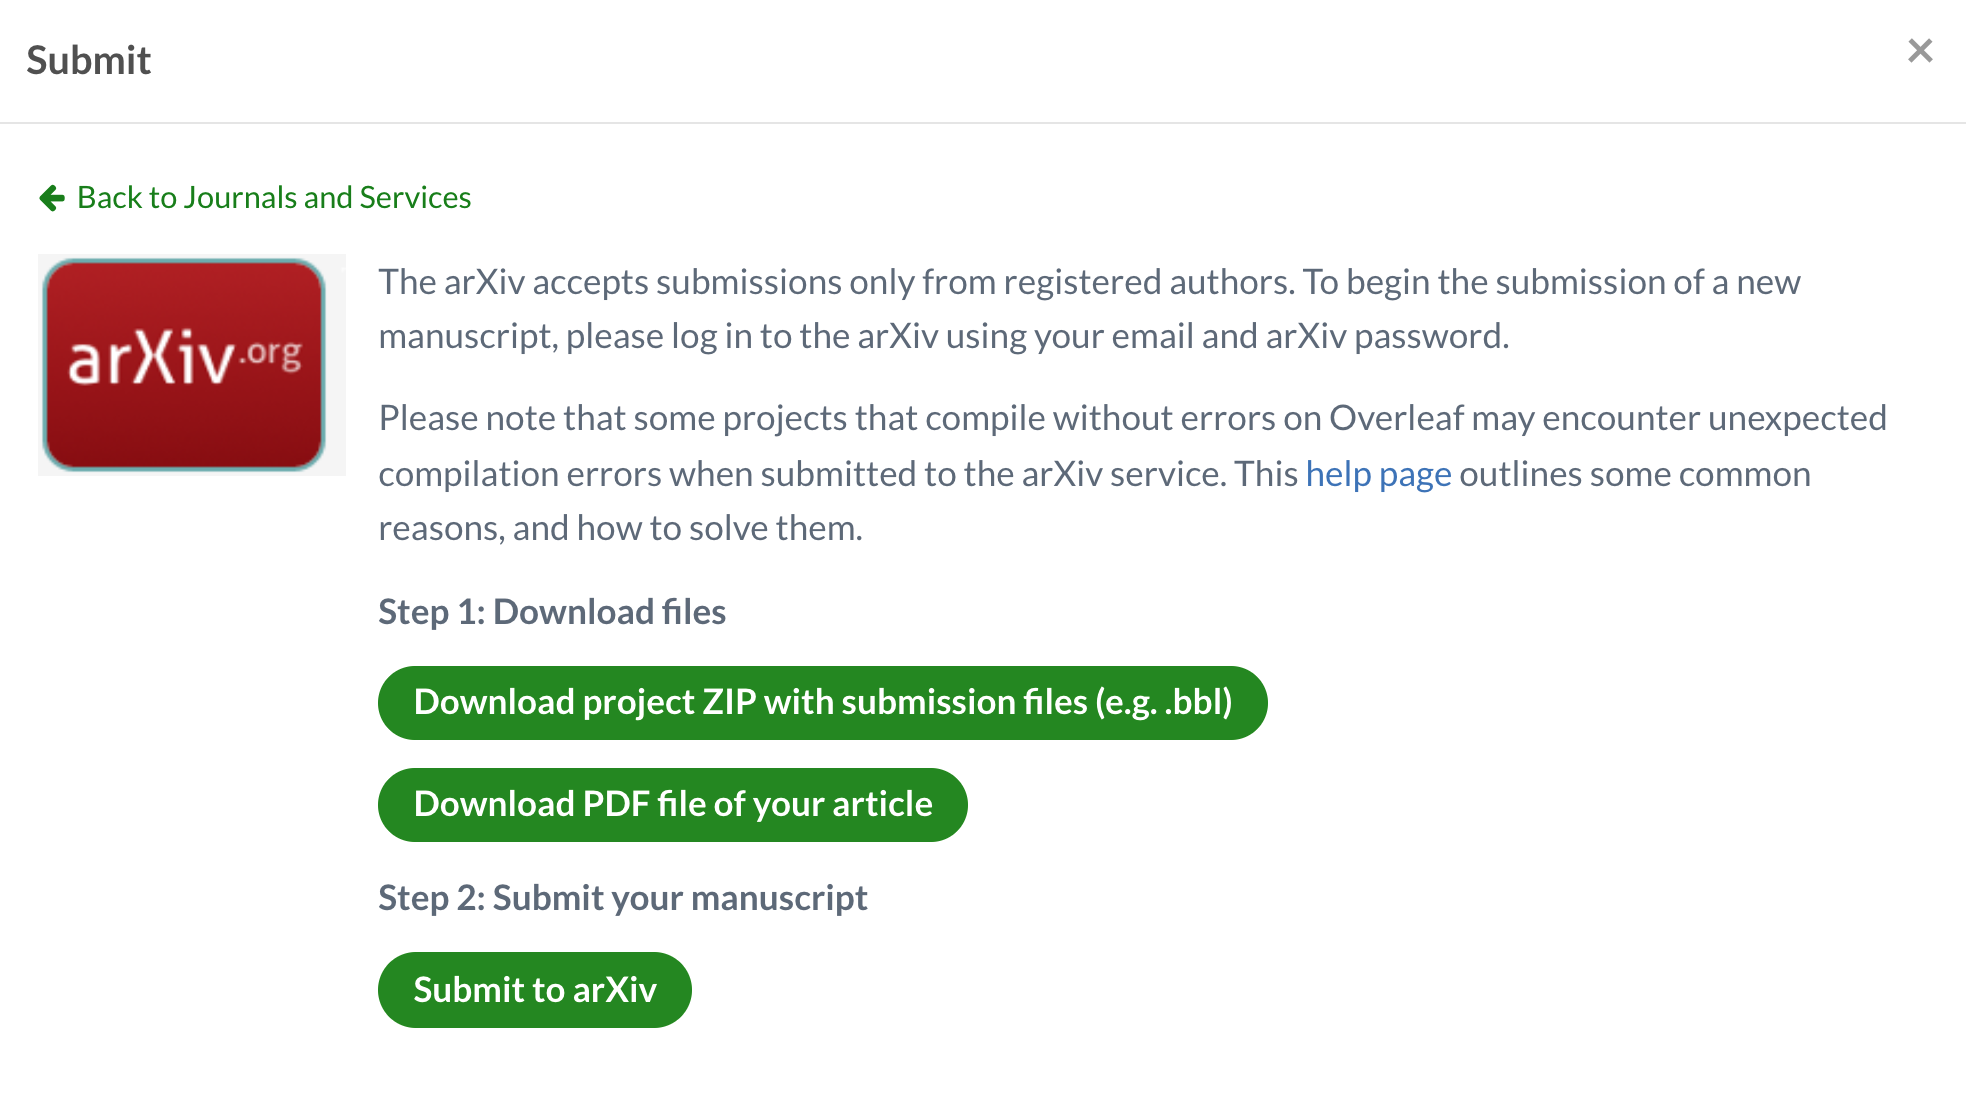 Submit
×
Back to Journals and Services
arXiv.org
The arXiv accepts submissions only from registered authors. To begin the submission of a new
manuscript, please log in to the arXiv using your email and arXiv password.
Please note that some projects that compile without errors on Overleaf may encounter unexpected
compilation errors when submitted to the arXiv service. This help page outlines some common
reasons, and how to solve them.
Step 1: Download files
Download project ZIP with submission files (e.g. .bbl)
Download PDF file of your article
Step 2: Submit your manuscript
Submit to arXiv